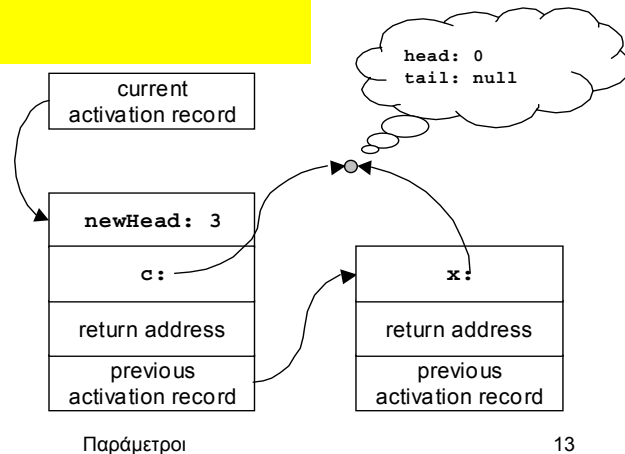 head: 0
tail: null
current
activation record
newHead: 3
c:
return address
previous
activation record
x:
return address
previous
activation record
Παράμετροι
13